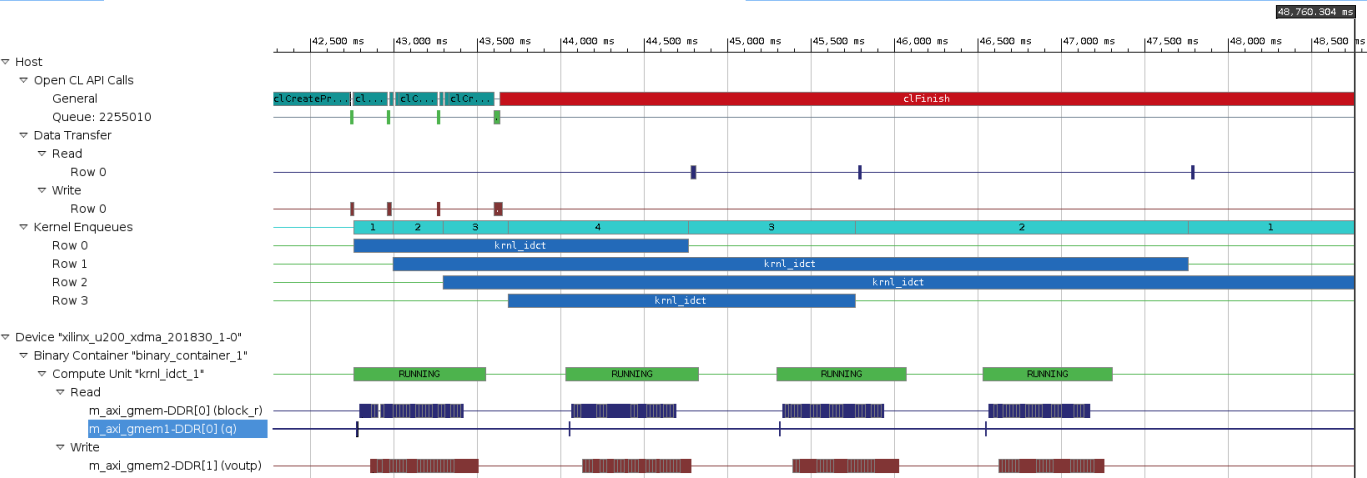 48,760.304 ms
42,500 ms 43,000 ms 43,500 ms 44,000 ms 44,500 ms 45,000 ms 45,500 ms 46,000 ms 46,500 ms 47,000 ms 47,500 ms 48,000 ms 48,500 ms
Host
Open CL API Calls
General clCreatePr... cl... clC... clCr... clFinish
Queue: 2255010
Data Transfer
Read
Row 0
Write
Row 0
Kernel Enqueues 1 2 3 4 3 2 1
Row 0 krnl_idct
Row 1 krnl_idct
Row 2 krnl_idct
Row 3 krnl_idct
Device "xilinx_u200_xdma_201830_1-0"
Binary Container "binary_container_1"
Compute Unit "krnl_idct_1" RUNNING RUNNING RUNNING RUNNING
Read
m_axi_gmem-DDR[0] (block_r)
m_axi_gmem1-DDR[0] (q)
Write
m_axi_gmem2-DDR[1] (voutp)